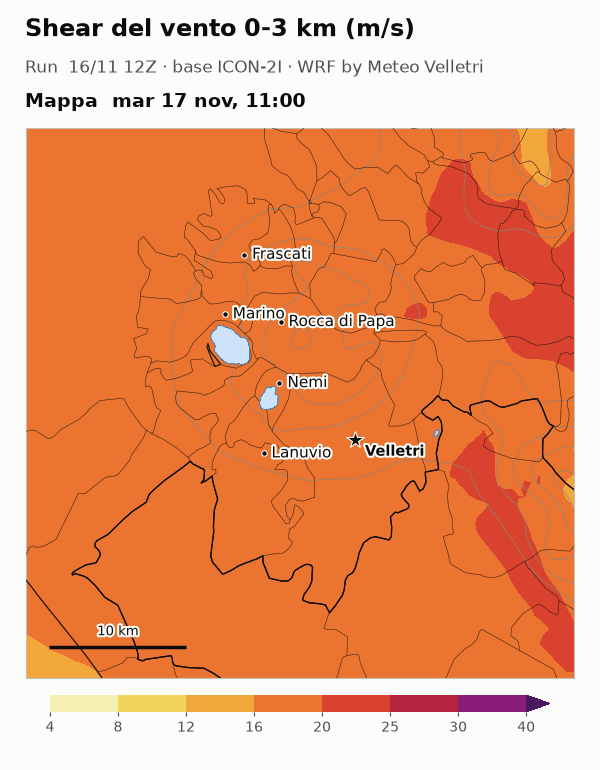 Shear del vento 0-3 km (m/s)
Run  16/11 12Z · base ICON-2I · WRF by Meteo Velletri
Mappa  mar 17 nov, 11:00
Frascati
Marino
Rocca di Papa
Nemi
Velletri
Lanuvio
10 km
4 8 12 16 20 25 30 40